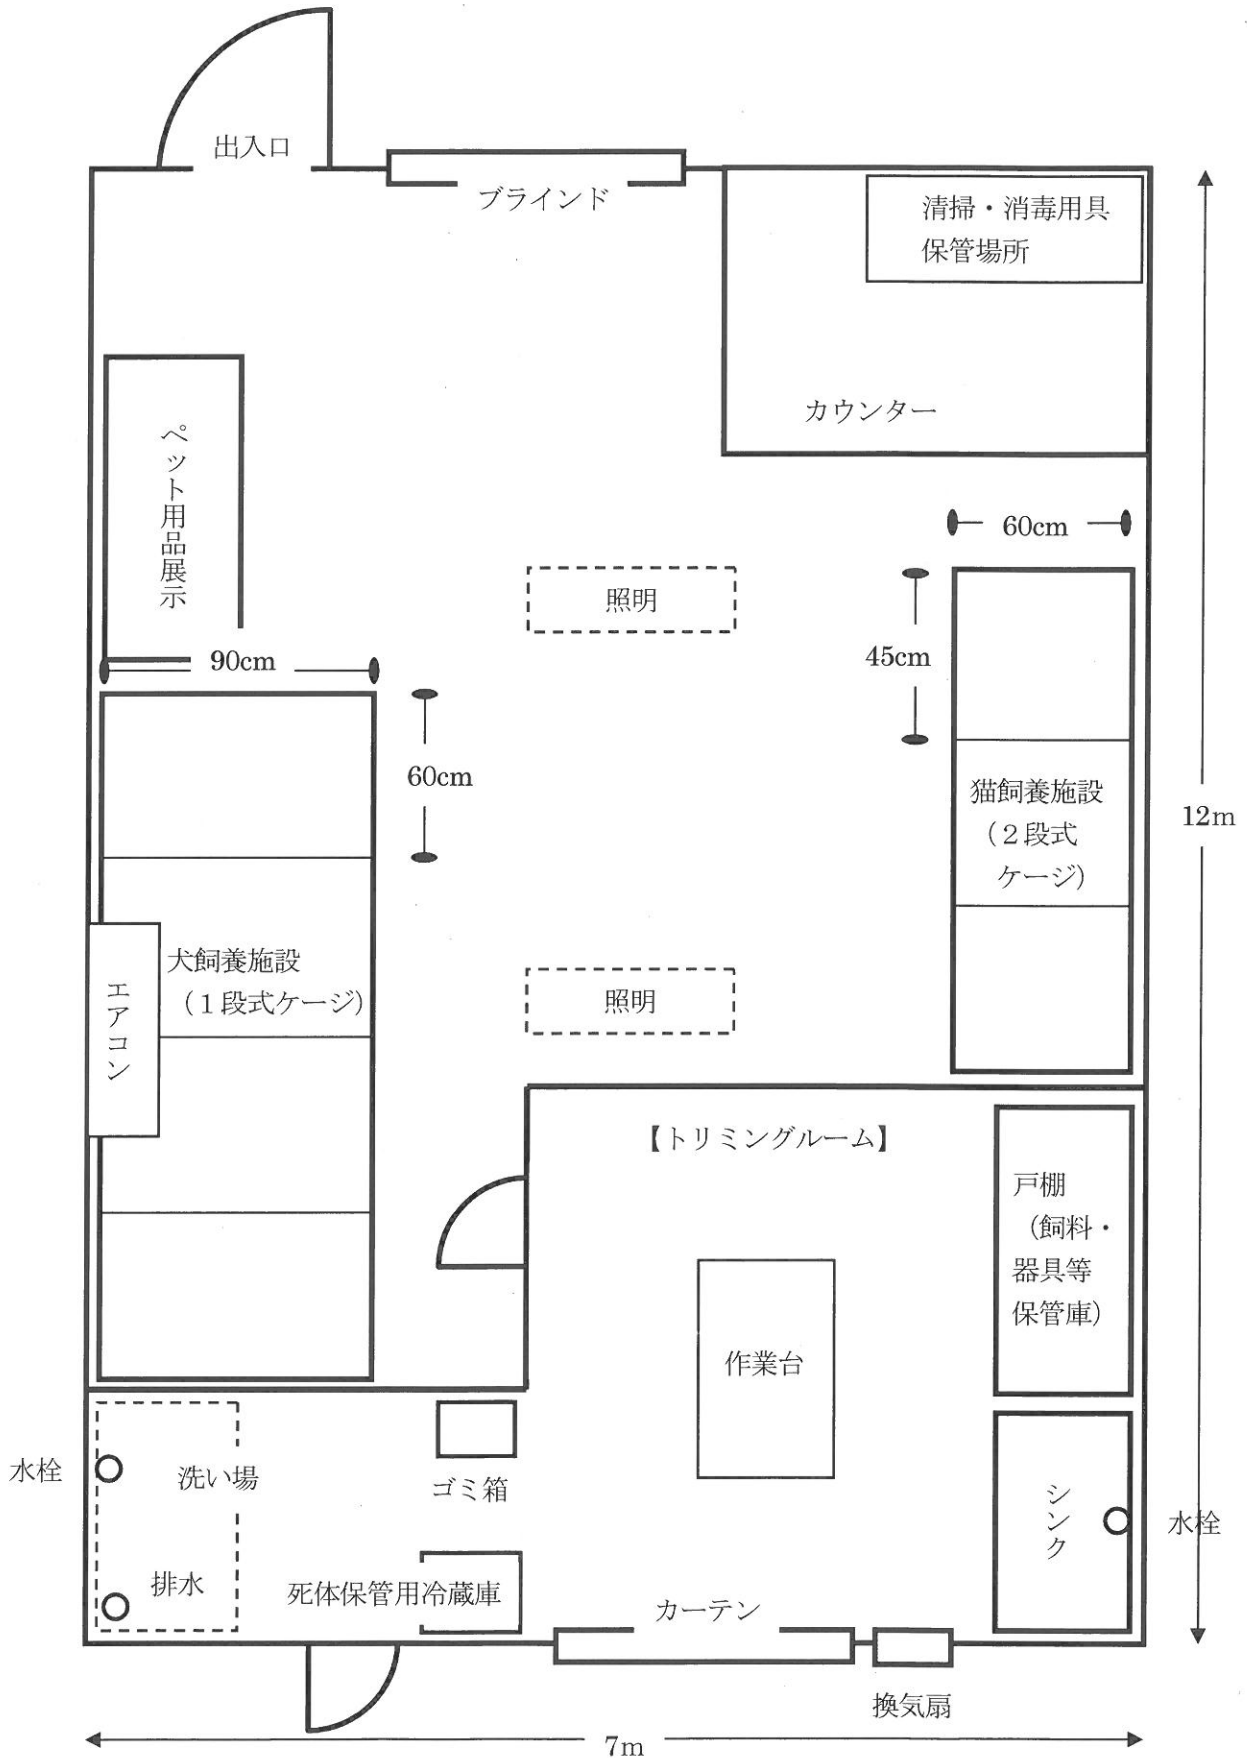 出入口
ブラインド
清掃・消毒用具
保管場所
カウンター
ペット用品展示
60cm
照明
45cm
90cm
60cm
猫飼養施設
（２段式
ケージ）
12m
犬飼養施設
（１段式ケージ）
エアコン
照明
【トリミングルーム】
戸棚
（飼料・
器具等
保管庫）
作業台
水栓
洗い場
ゴミ箱
シンク
水栓
排水
死体保管用冷蔵庫
カーテン
換気扇
7m